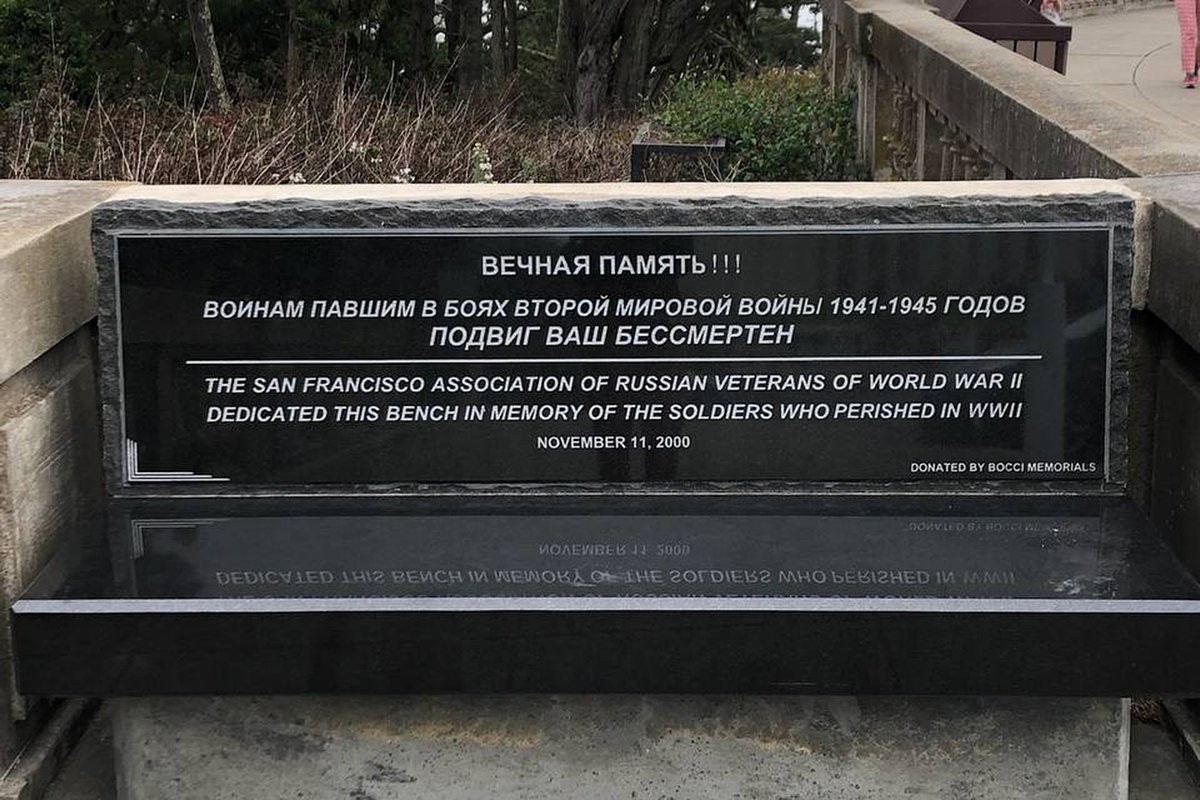 ВЕЧНАЯ ПАМЯТЬ!!!
ВОИНАМ ПАВШИМ В БОЯХ ВТОРОЙ МИРОВОЙ ВОЙНЫ 1941-1945 ГОДОВ
ПОДВИГ ВАШ БЕССМЕРТЕН
THE SAN FRANCISCO ASSOCIATION OF RUSSIAN VETERANS OF WORLD WAR II
DEDICATED THIS BENCH IN MEMORY OF THE SOLDIERS WHO PERISHED IN WWII
NOVEMBER 11, 2000
DONATED BY BOCCI MEMORIALS